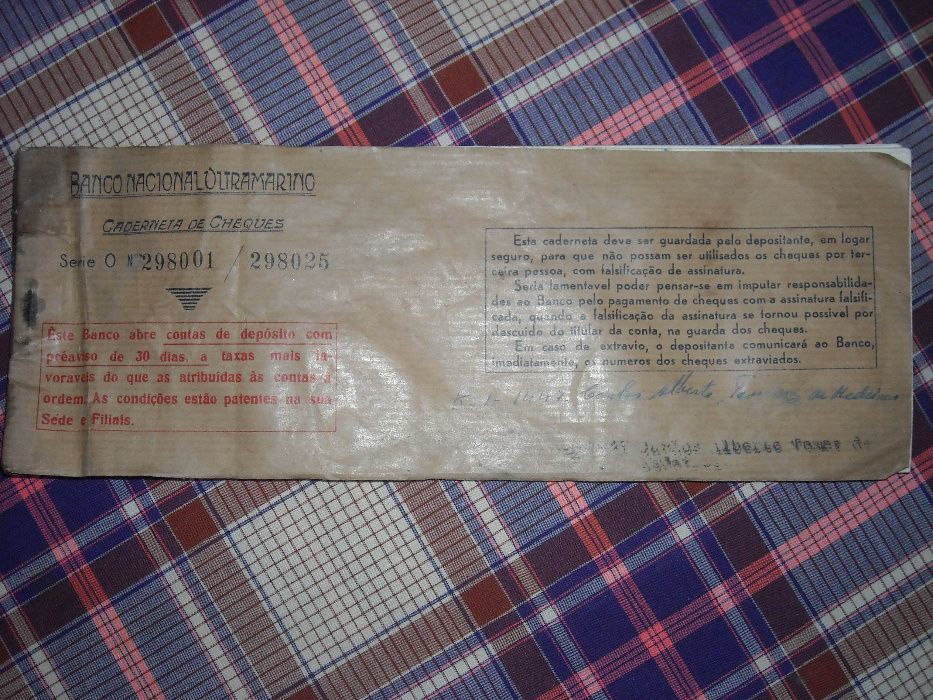 BANCO NACIONAL ULTRAMARINO
CADERNETA DE CHEQUES
Serie O Nos 298001 / 298025
Êste Banco abre contas de depósito com
préaviso de 30 dias, a taxas mais fa-
voraveis do que as atribuídas às contas à
ordem. As condições estão patentes na sua
Séde e Filiais.
Esta caderneta deve ser guardada pelo depositante, em logar
seguro, para que não possam ser utilisados os cheques por ter-
ceira pessoa, com falsificação de assinatura.
Seria lamentavel poder pensar-se em imputar responsabilida-
des ao Banco pelo pagamento de cheques com a assinatura falsifi-
cada, quando a falsificação da assinatura se tornou possivel por
descuido do titular da conta, na guarda dos cheques.
Em caso de extravio, o depositante comunicará ao Banco,
imediatamente, os numeros dos cheques extraviados.
Carlos Alberto de Medeiros
Alberto